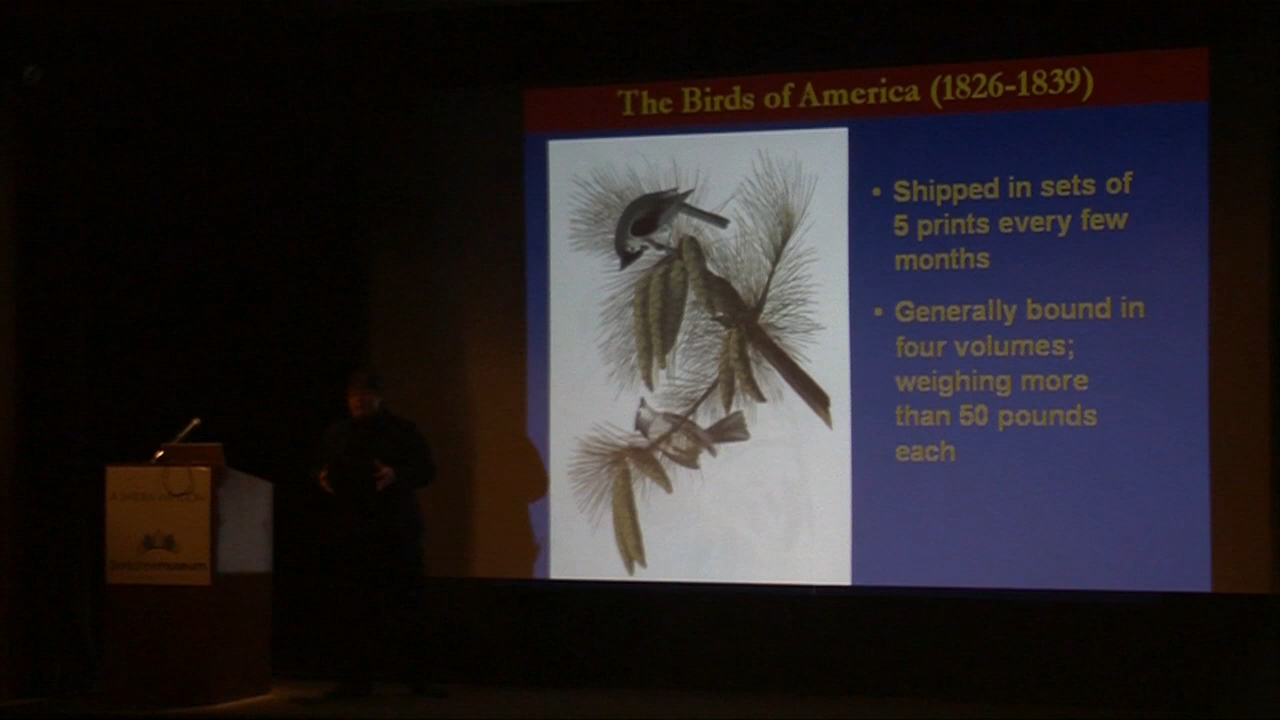 The Birds of America (1826-1839)
• Shipped in sets of
5 prints every few
months
• Generally bound in
four volumes;
weighing more
than 50 pounds
each
museum